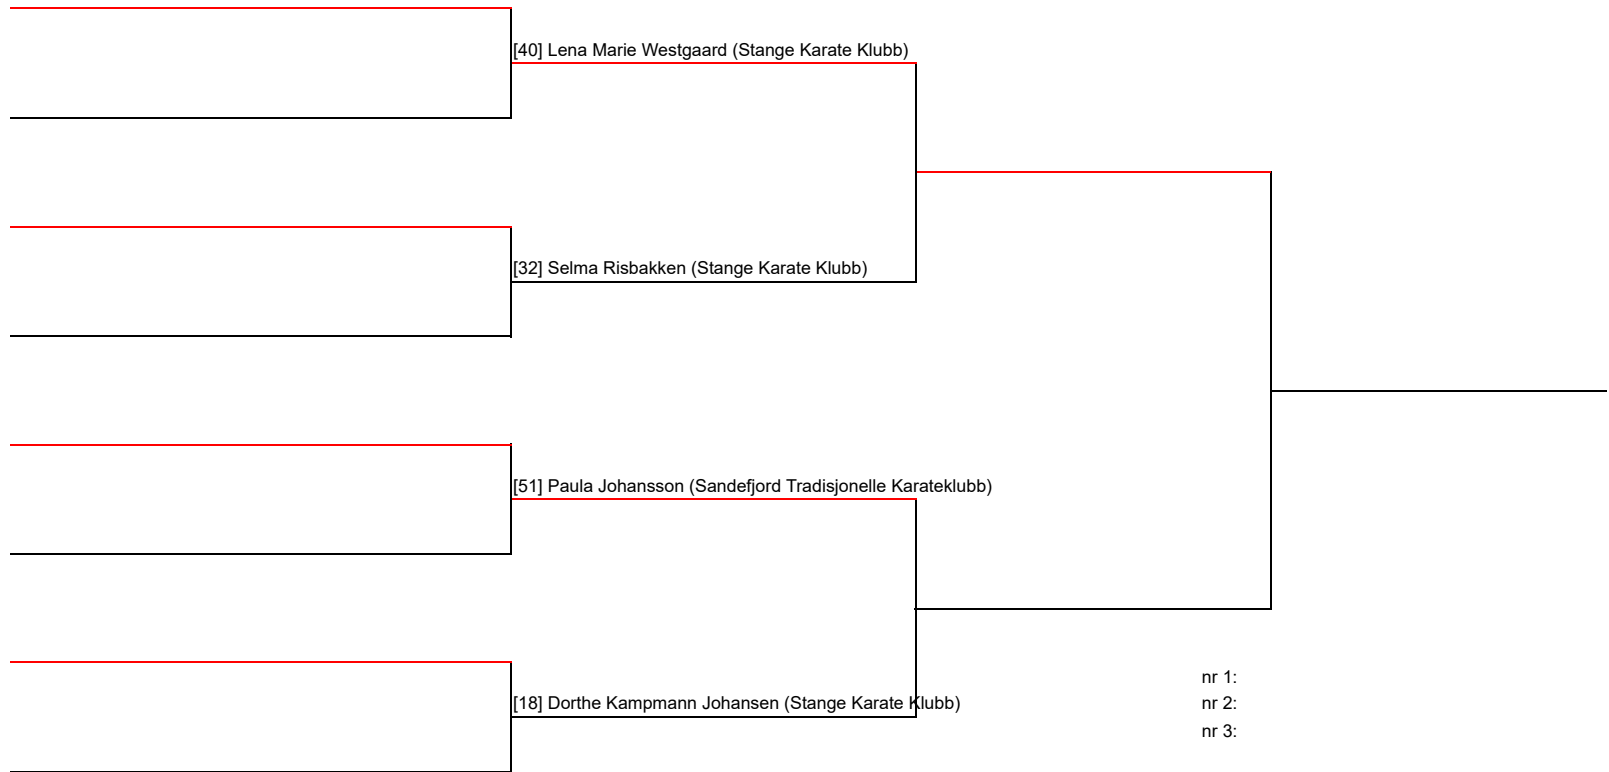 [40] Lena Marie Westgaard (Stange Karate Klubb)
[32] Selma Risbakken (Stange Karate Klubb)
[51] Paula Johansson (Sandefjord Tradisjonelle Karateklubb)
[18] Dorthe Kampmann Johansen (Stange Karate Klubb)
nr 1:
nr 2:
nr 3: